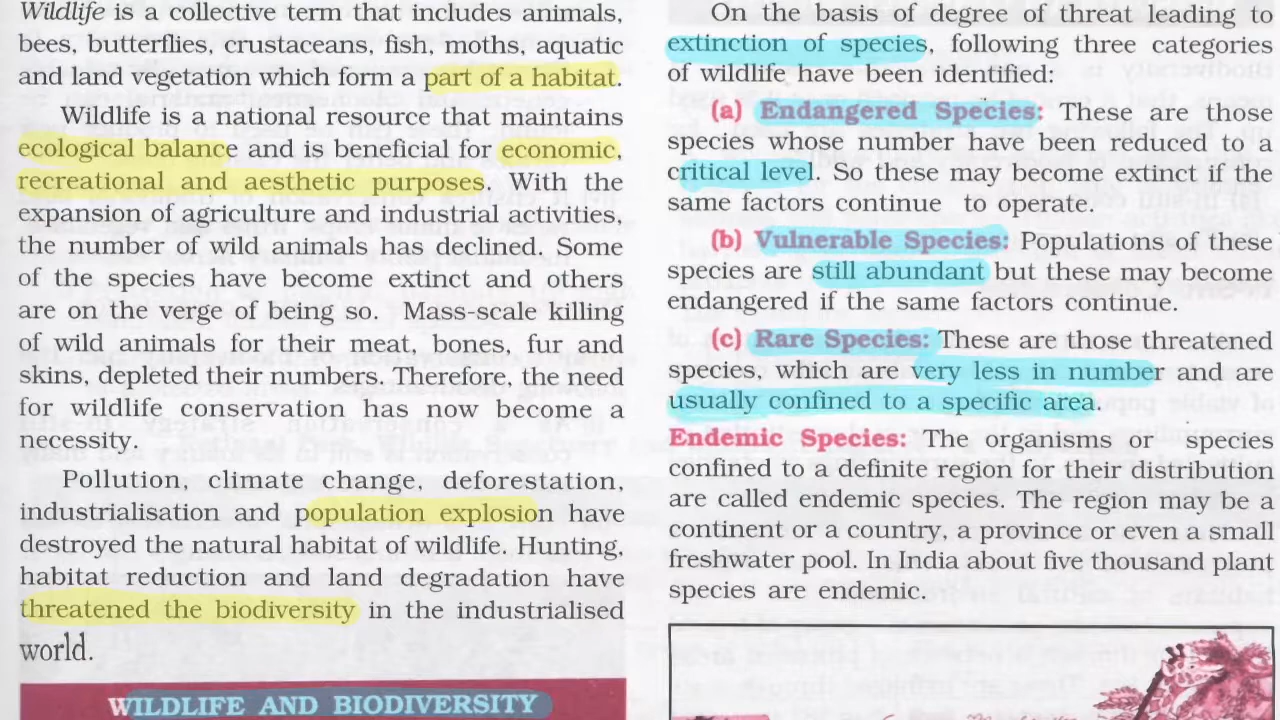 Wildlife is a collective term that includes animals,
bees, butterflies, crustaceans, fish, moths, aquatic
and land vegetation which form a part of a habitat.
Wildlife is a national resource that maintains
ecological balance and is beneficial for economic,
recreational and aesthetic purposes. With the
expansion of agriculture and industrial activities,
the number of wild animals has declined. Some
of the species have become extinct and others
are on the verge of being so. Mass-scale killing
of wild animals for their meat, bones, fur and
skins, depleted their numbers. Therefore, the need
for wildlife conservation has now become a
necessity.
Pollution, climate change, deforestation,
industrialisation and population explosion have
destroyed the natural habitat of wildlife. Hunting,
habitat reduction and land degradation have
threatened the biodiversity in the industrialised
world.
WILDLIFE AND BIODIVERSITY
On the basis of degree of threat leading to
extinction of species, following three categories
of wildlife have been identified:
(a) Endangered Species: These are those
species whose number have been reduced to a
critical level. So these may become extinct if the
same factors continue to operate.
(b) Vulnerable Species: Populations of these
species are still abundant but these may become
endangered if the same factors continue.
(c) Rare Species: These are those threatened
species, which are very less in number and are
usually confined to a specific area.
Endemic Species: The organisms or species
confined to a definite region for their distribution
are called endemic species. The region may be a
continent or a country, a province or even a small
freshwater pool. In India about five thousand plant
species are endemic.